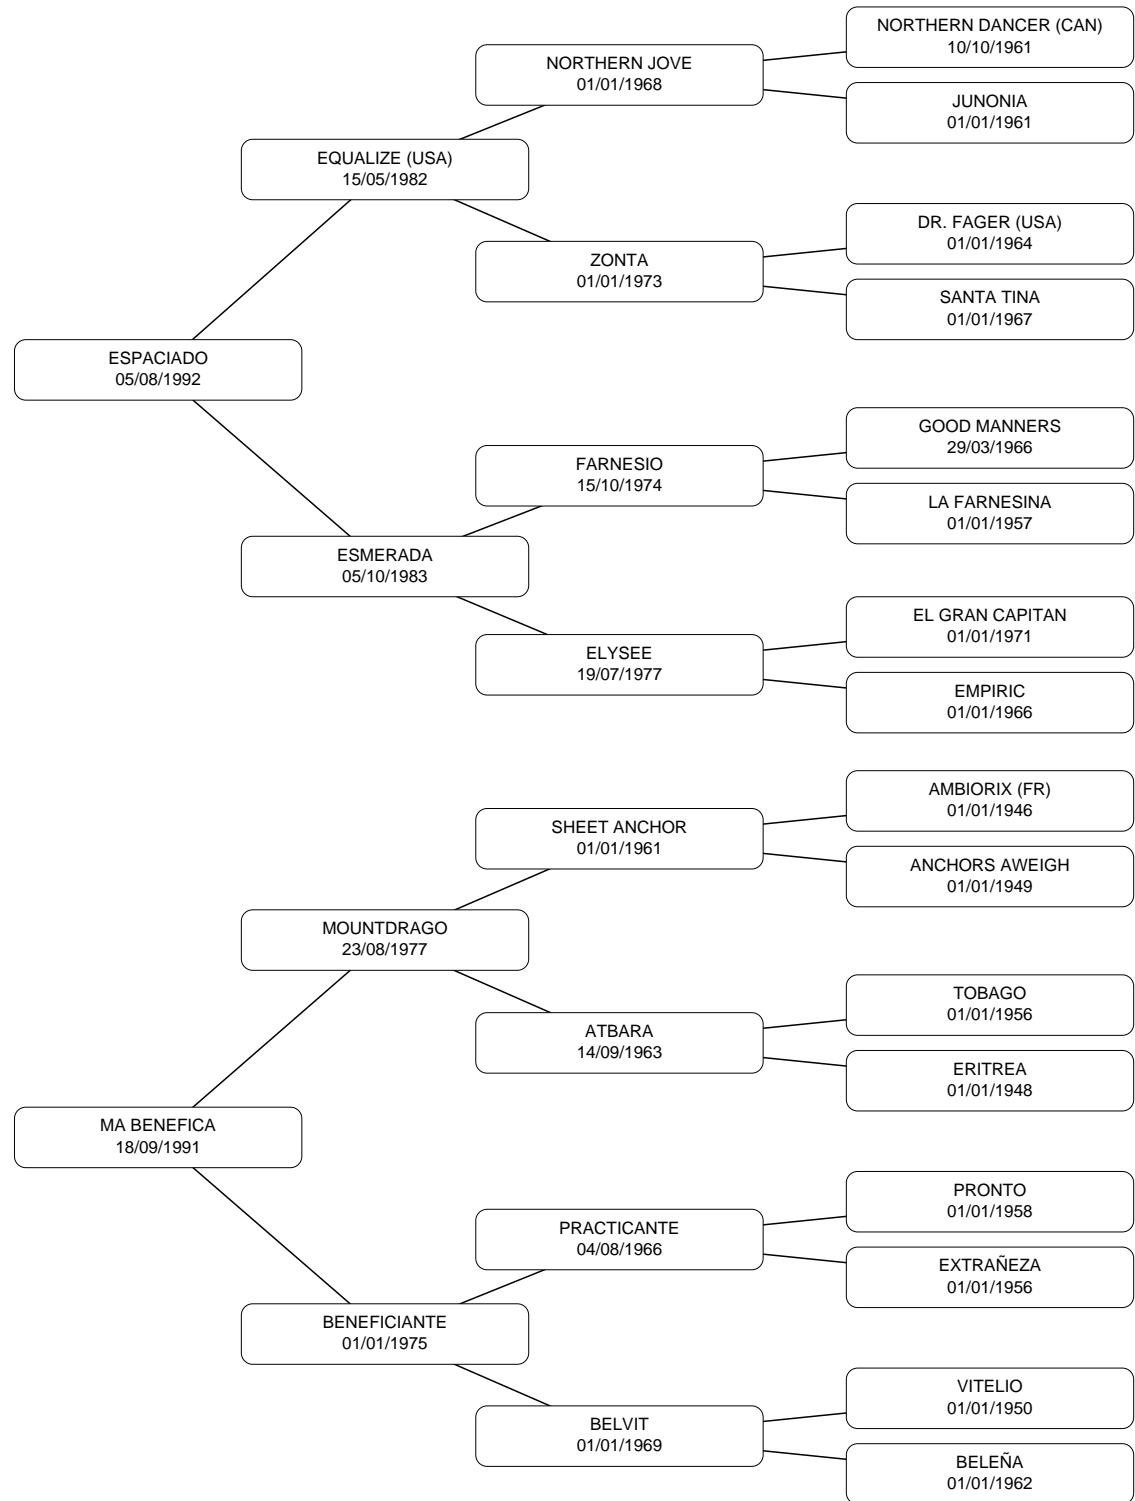 NORTHERN DANCER (CAN)
10/10/1961
NORTHERN JOVE
01/01/1968
JUNONIA
01/01/1961
EQUALIZE (USA)
15/05/1982
DR. FAGER (USA)
01/01/1964
ZONTA
01/01/1973
SANTA TINA
01/01/1967
ESPACIADO
05/08/1992
GOOD MANNERS
29/03/1966
FARNESIO
15/10/1974
LA FARNESINA
01/01/1957
ESMERADA
05/10/1983
EL GRAN CAPITAN
01/01/1971
ELYSEE
19/07/1977
EMPIRIC
01/01/1966
AMBIORIX (FR)
01/01/1946
SHEET ANCHOR
01/01/1961
ANCHORS AWEIGH
01/01/1949
MOUNTDRAGO
23/08/1977
TOBAGO
01/01/1956
ATBARA
14/09/1963
ERITREA
01/01/1948
MA BENEFICA
18/09/1991
PRONTO
01/01/1958
PRACTICANTE
04/08/1966
EXTRAÑEZA
01/01/1956
BENEFICIANTE
01/01/1975
VITELIO
01/01/1950
BELVIT
01/01/1969
BELEÑA
01/01/1962